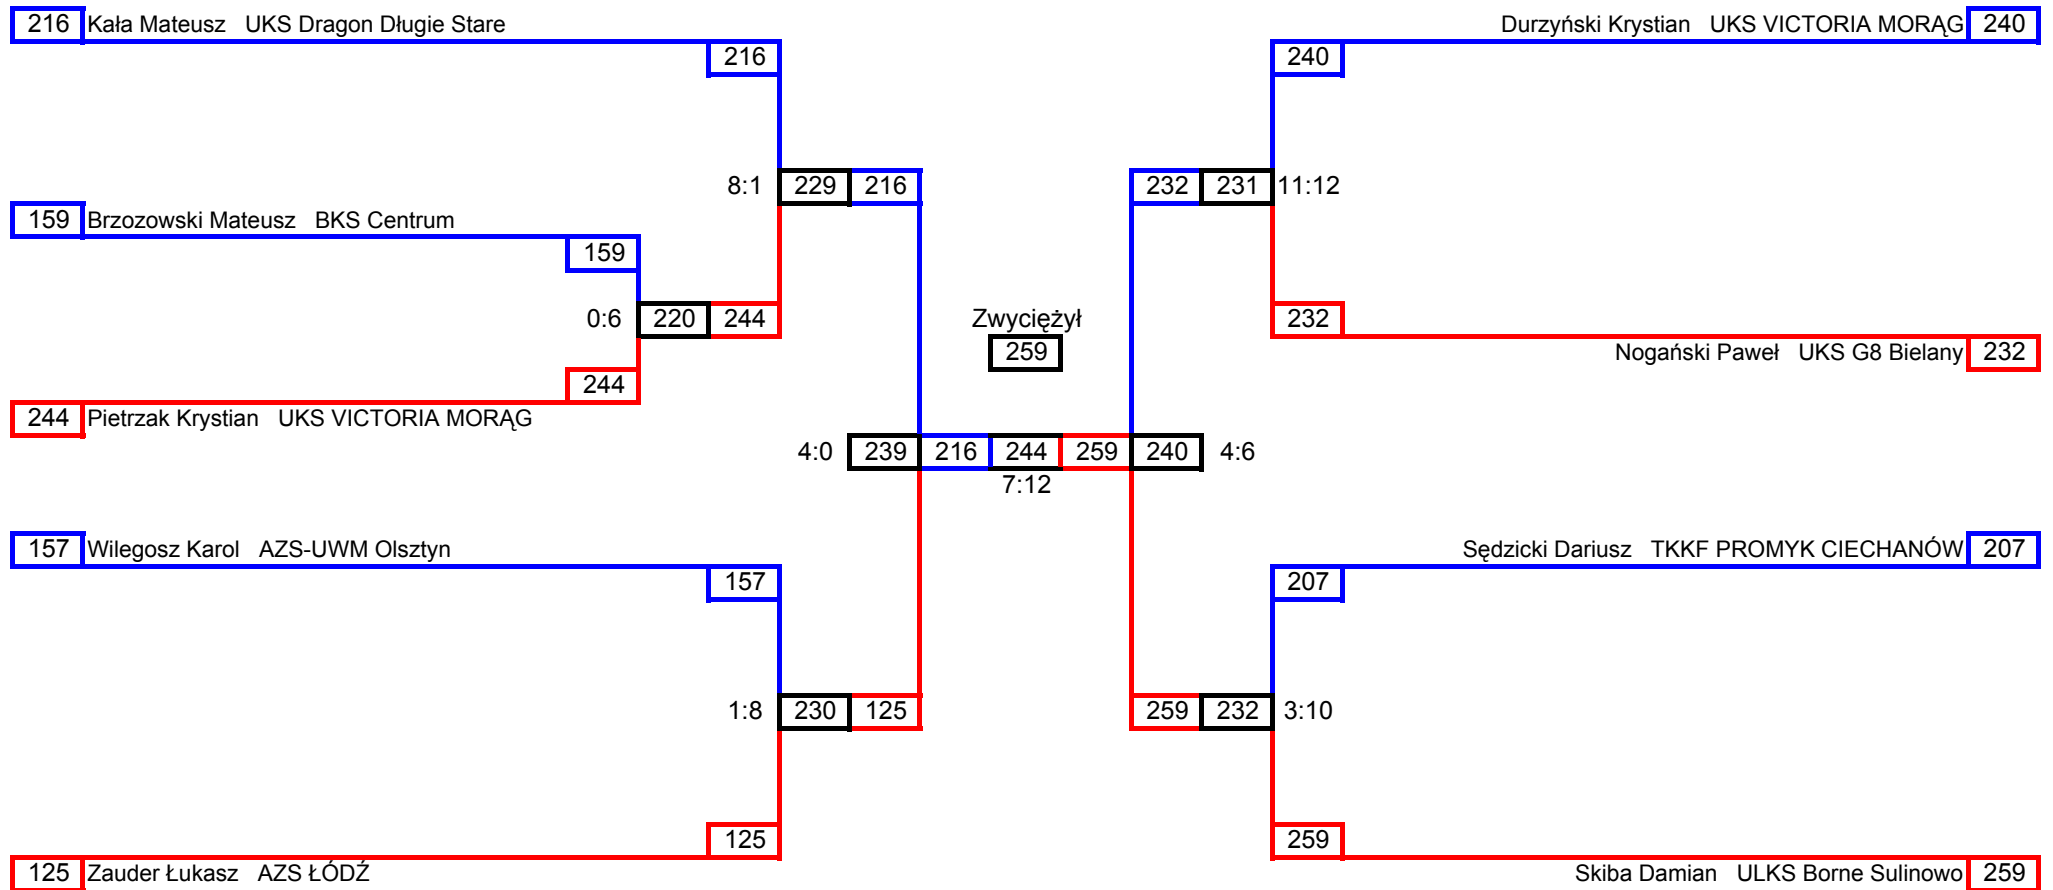 216 Kała Mateusz UKS Dragon Długie Stare Durzyński Krystian UKS VICTORIA MORĄG 240
216 240
8:1 229 216 232 231 11:12
159 Brzozowski Mateusz BKS Centrum
159
0:6 220 244 Zwyciężył 232
259 Nogański Paweł UKS G8 Bielany 232
244
244 Pietrzak Krystian UKS VICTORIA MORĄG
4:0 239 216 244 259 240 4:6
7:12
157 Wilegosz Karol AZS-UWM Olsztyn Sędzicki Dariusz TKKF PROMYK CIECHANÓW 207
157 207
1:8 230 125 259 232 3:10
125 259
125 Zauder Łukasz AZS ŁÓDŹ Skiba Damian ULKS Borne Sulinowo 259